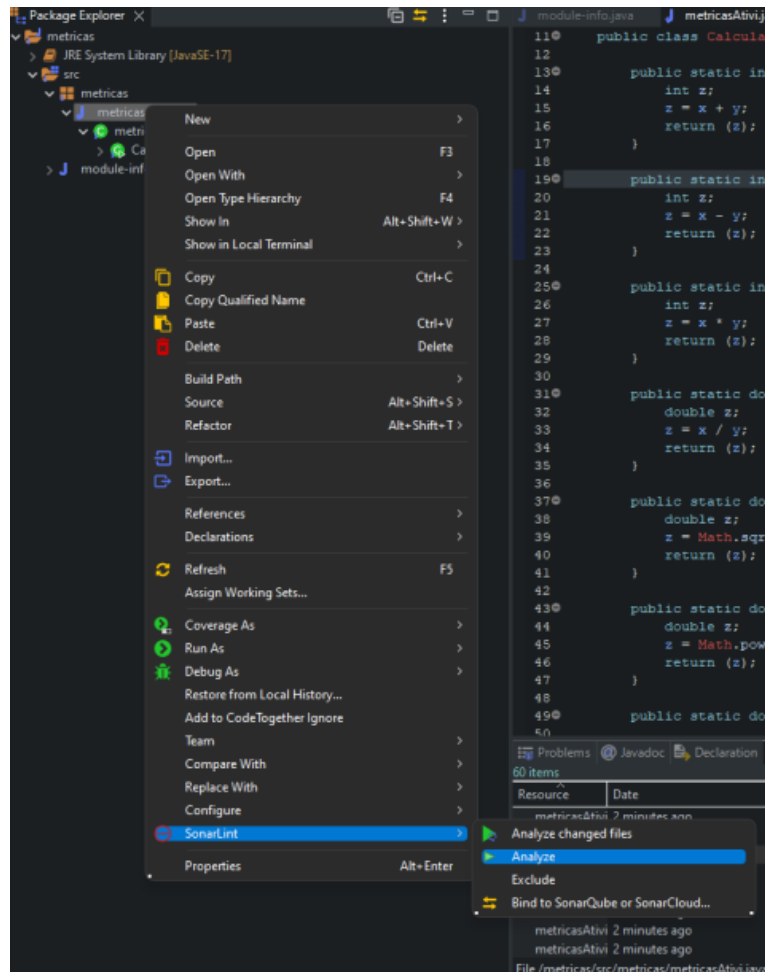 Package Explorer
metricas
JRE System Library [JavaSE-17]
src
metricas
metricas
metri
Ca
module-inf
New
Open F3
Open With
Open Type Hierarchy F4
Show In Alt+Shift+W
Show in Local Terminal
Copy Ctrl+C
Copy Qualified Name
Paste Ctrl+V
Delete Delete
Build Path
Source Alt+Shift+S
Refactor Alt+Shift+T
Import...
Export...
References
Declarations
Refresh F5
Assign Working Sets...
Coverage As
Run As
Debug As
Restore from Local History...
Add to CodeTogether Ignore
Team
Compare With
Replace With
Configure
SonarLint
Properties Alt+Enter
Analyze changed files
Analyze
Exclude
Bind to SonarQube or SonarCloud...
module-info.java metricasAtivi.j
11 public class Calcula
12
13 public static in
14 int z;
15 z = x + y;
16 return (z);
17 }
18
19 public static in
20 int z;
21 z = x - y;
22 return (z);
23 }
24
25 public static in
26 int z;
27 z = x * y;
28 return (z);
29 }
30
31 public static do
32 double z;
33 z = x / y;
34 return (z);
35 }
36
37 public static do
38 double z;
39 z = Math.sqr
40 return (z);
41 }
42
43 public static do
44 double z;
45 z = Math.pow
46 return (z);
47 }
48
49 public static do
50
Problems @ Javadoc Declaration
60 items
Resource Date
metricasAtivi 2 minutes ago
metricasAtivi 2 minutes ago
metricasAtivi 2 minutes ago
File /metricas/src/metricas/metricasAtivi.java